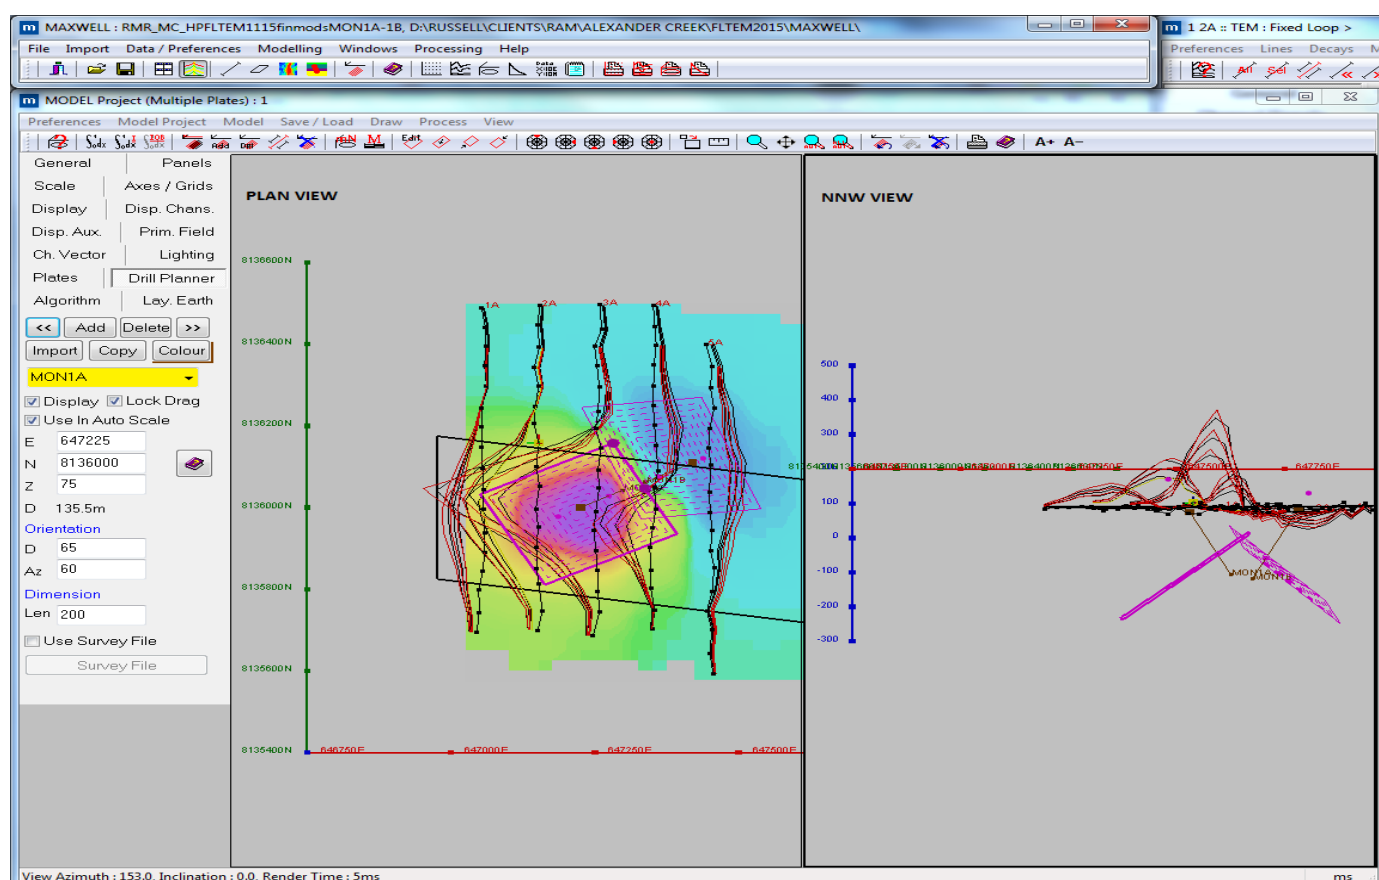 MAXWELL : RMR_MC_HPFLTEM1115finmodsMON1A-1B, D:\RUSSELL\CLIENTS\RAM\ALEXANDER CREEK\FLTEM2015\MAXWELL\
1 2A :: TEM : Fixed Loop >
File Import Data / Preferences Modelling Windows Processing Help
Preferences Lines Decays
All Sel
MODEL Project (Multiple Plates) : 1
Preferences Model Project Model Save / Load Draw Process View
Edit
A+ A-
General Panels
Scale Axes / Grids
Display Disp. Chans.
Disp. Aux. Prim. Field
Ch. Vector Lighting
Plates Drill Planner
Algorithm Lay. Earth
<< Add Delete >>
Import Copy Colour
MON1A
Display Lock Drag
Use In Auto Scale
E 647225
N 8136000
Z 75
D 135.5m
Orientation
D 65
Az 60
Dimension
Len 200
Use Survey File
Survey File
PLAN VIEW
8136600N
1A 2A 3A 4A
8136400N
5A
8136200N
8136000N
8135800N
8135600N
8135400N 646750E 647000E 647250E 647500E
NNW VIEW
500
400
300
647500E 647750E
100
0
-100
MON1A
-200
-300
View Azimuth : 153.0, Inclination : 0.0, Render Time : 5ms
ms